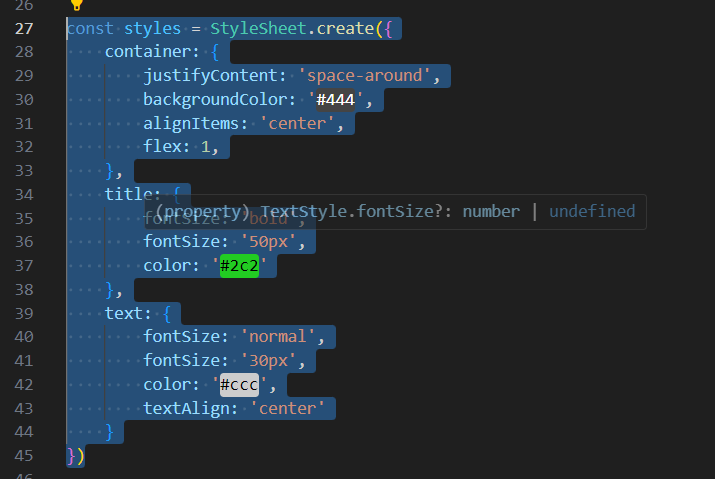 26
27 const styles = StyleSheet.create({
28 container: {
29 justifyContent: 'space-around',
30 backgroundColor: '#444',
31 alignItems: 'center',
32 flex: 1,
33 },
34 title: {
(property) TextStyle.fontSize?: number | undefined
35 fontSize: 'bold',
36 fontSize: '50px',
37 color: '#2c2'
38 },
39 text: {
40 fontSize: 'normal',
41 fontSize: '30px',
42 color: '#ccc',
43 textAlign: 'center'
44 }
45 })
46